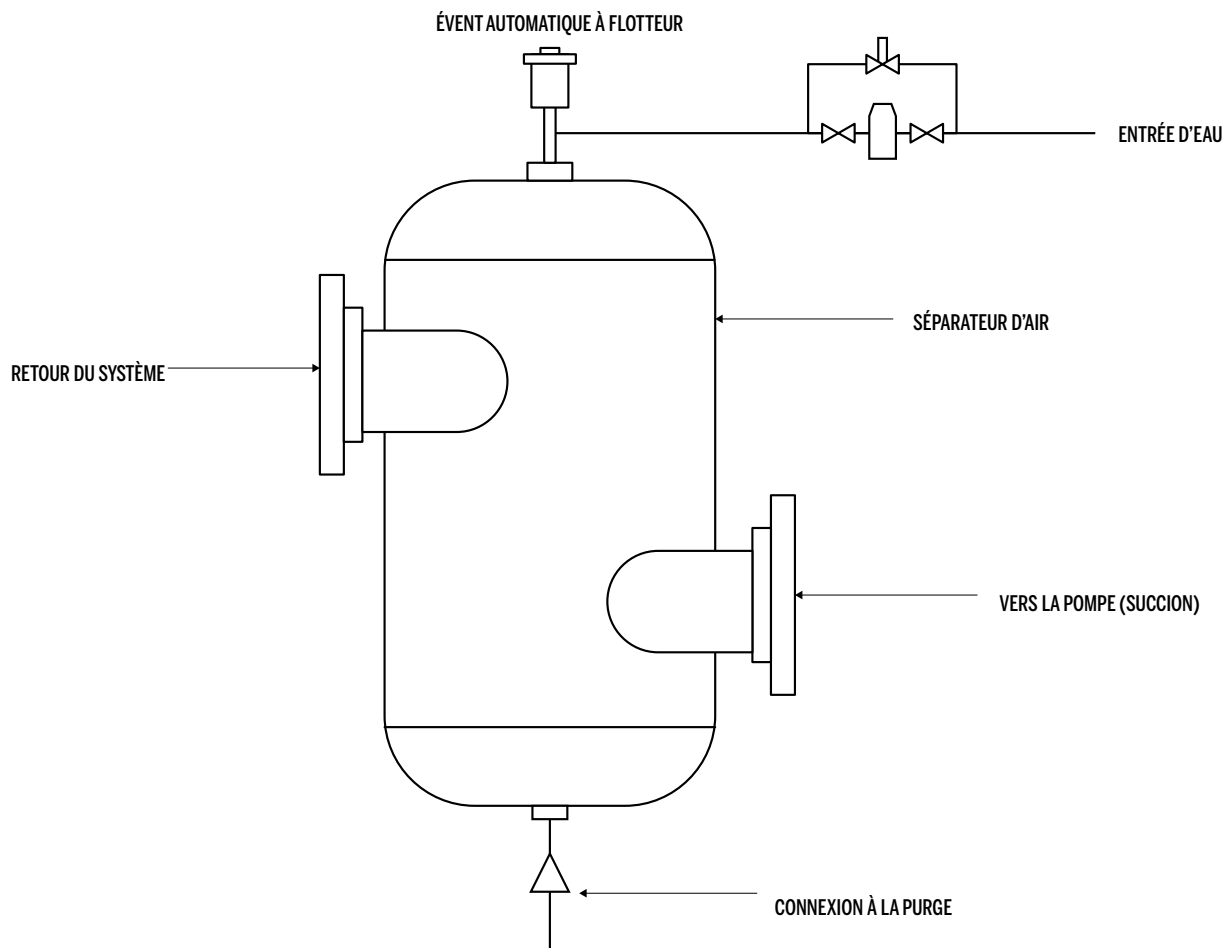 ÉVENT AUTOMATIQUE À FLOTTEUR
ENTRÉE D'EAU
SÉPARATEUR D'AIR
RETOUR DU SYSTÈME
VERS LA POMPE (SUCCION)
CONNEXION À LA PURGE